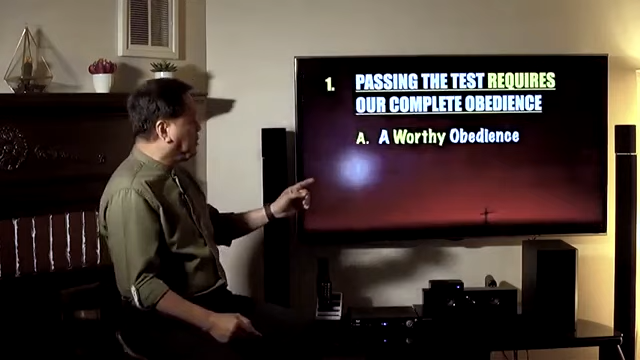 1. PASSING THE TEST REQUIRES
OUR COMPLETE OBEDIENCE
A. A Worthy Obedience